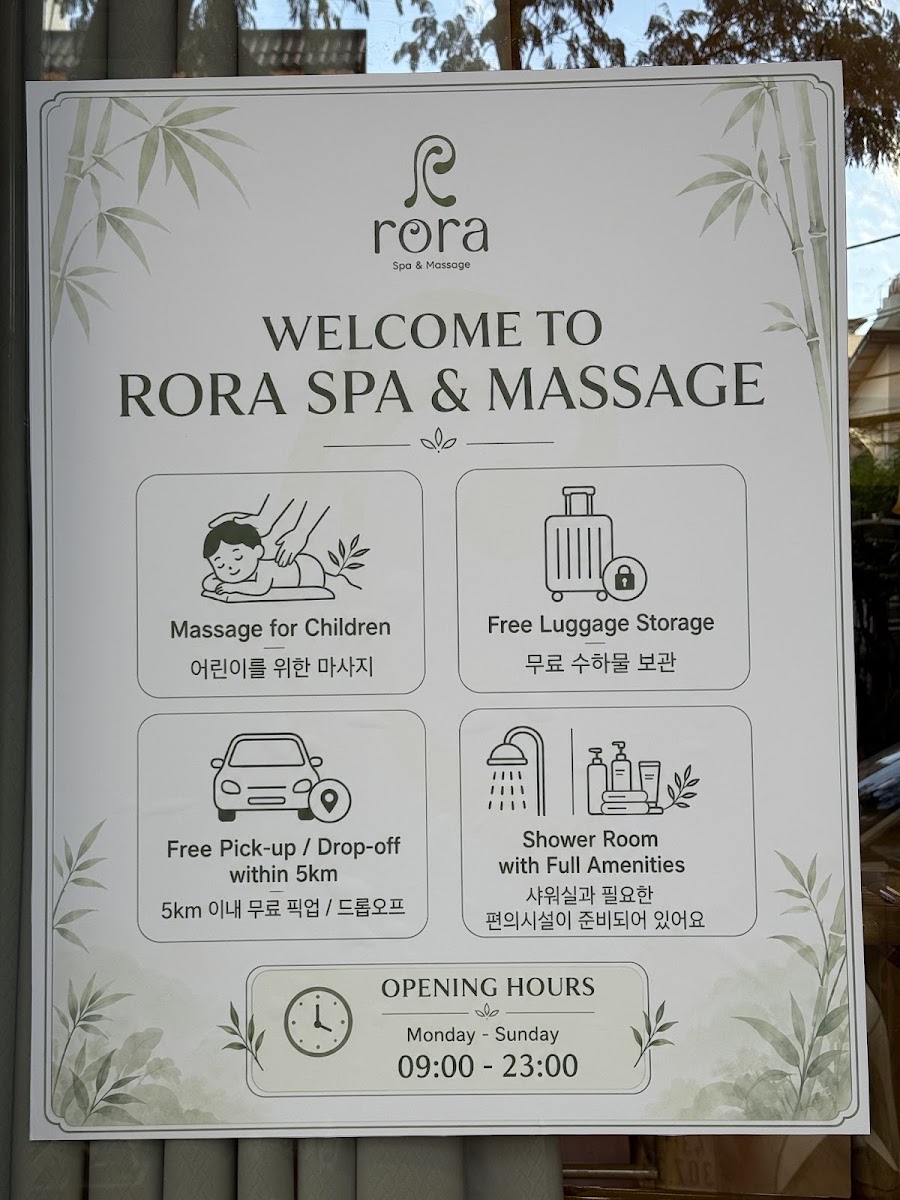 rora
Spa & Massage
WELCOME TO
RORA SPA & MASSAGE
Massage for Children
어린이를 위한 마사지
Free Luggage Storage
무료 수하물 보관
Free Pick-up / Drop-off
within 5km
5km 이내 무료 픽업 / 드롭오프
Shower Room
with Full Amenities
샤워실과 필요한
편의시설이 준비되어 있어요
OPENING HOURS
Monday - Sunday
09:00 - 23:00